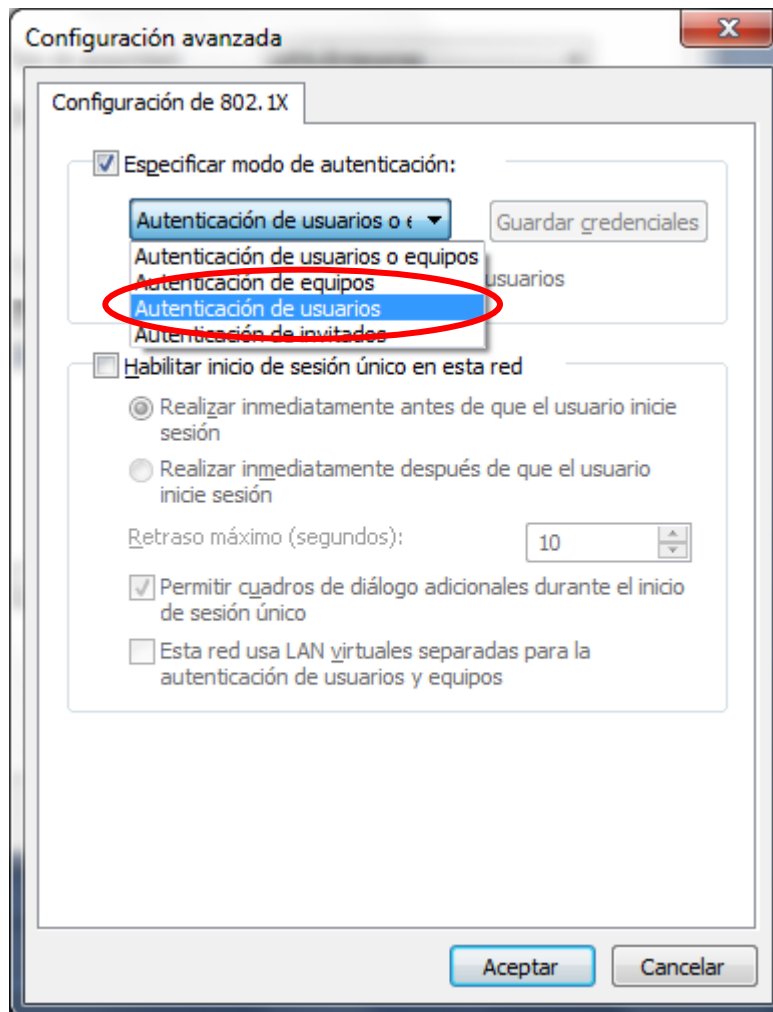 Configuración avanzada
Configuración de 802.1X
Especificar modo de autenticación:
Autenticación de usuarios o e
Guardar credenciales
Autenticación de usuarios o equipos
Autenticación de equipos
usuarios
Autenticación de usuarios
Autenticación de invitados
Habilitar inicio de sesión único en esta red
Realizar inmediatamente antes de que el usuario inicie
sesión
Realizar inmediatamente después de que el usuario
inicie sesión
Retraso máximo (segundos):
10
Permitir cuadros de diálogo adicionales durante el inicio
de sesión único
Esta red usa LAN virtuales separadas para la
autenticación de usuarios y equipos
Aceptar
Cancelar